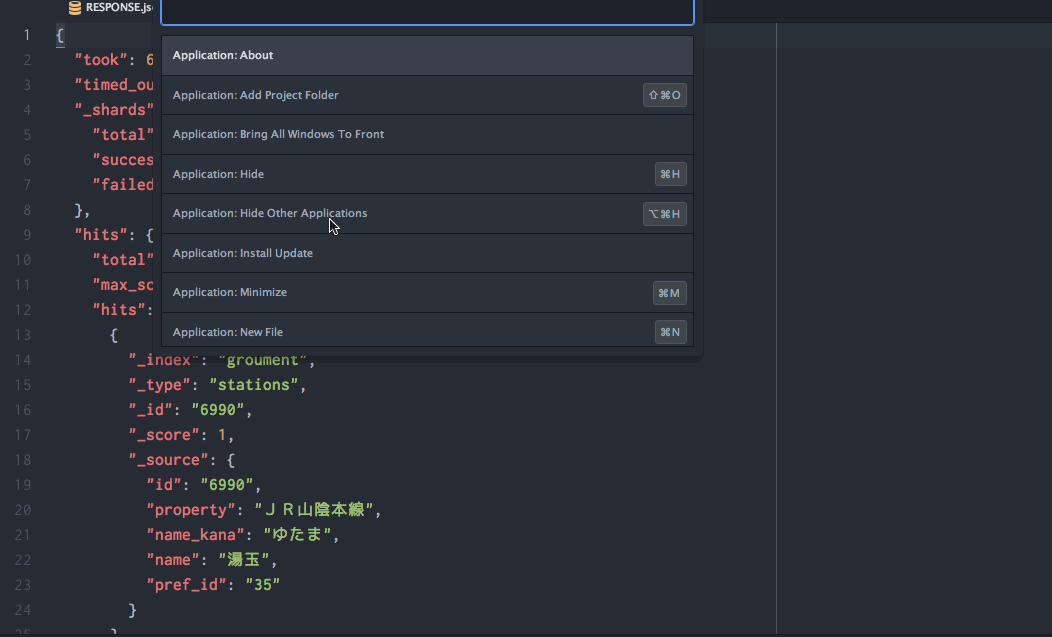 RESPONSE.js
Application: About
Application: Add Project Folder ⇧⌘O
Application: Bring All Windows To Front
Application: Hide ⌘H
Application: Hide Other Applications ⌥⌘H
Application: Install Update
Application: Minimize ⌘M
Application: New File ⌘N
1 {
2 "took": 6
3 "timed_ou
4 "_shards"
5 "total"
6 "succes
7 "failed
8 },
9 "hits": {
10 "total"
11 "max_sc
12 "hits":
13 {
14 "_index": "groument",
15 "_type": "stations",
16 "_id": "6990",
17 "_score": 1,
18 "_source": {
19 "id": "6990",
20 "property": "ＪＲ山陰本線",
21 "name_kana": "ゆたま",
22 "name": "湯玉",
23 "pref_id": "35"
24 }
25 }